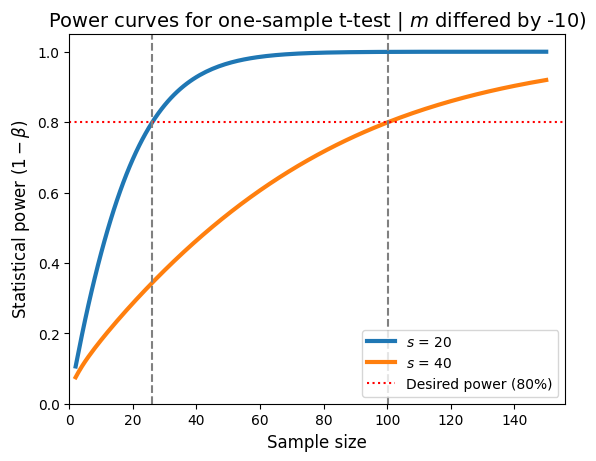 Power curves for one-sample t-test | m differed by -10)
Statistical power (1 − β)
1.0
0.8
0.6
0.4
0.2
0.0
0 20 40 60 80 100 120 140
Sample size
s = 20
s = 40
Desired power (80%)